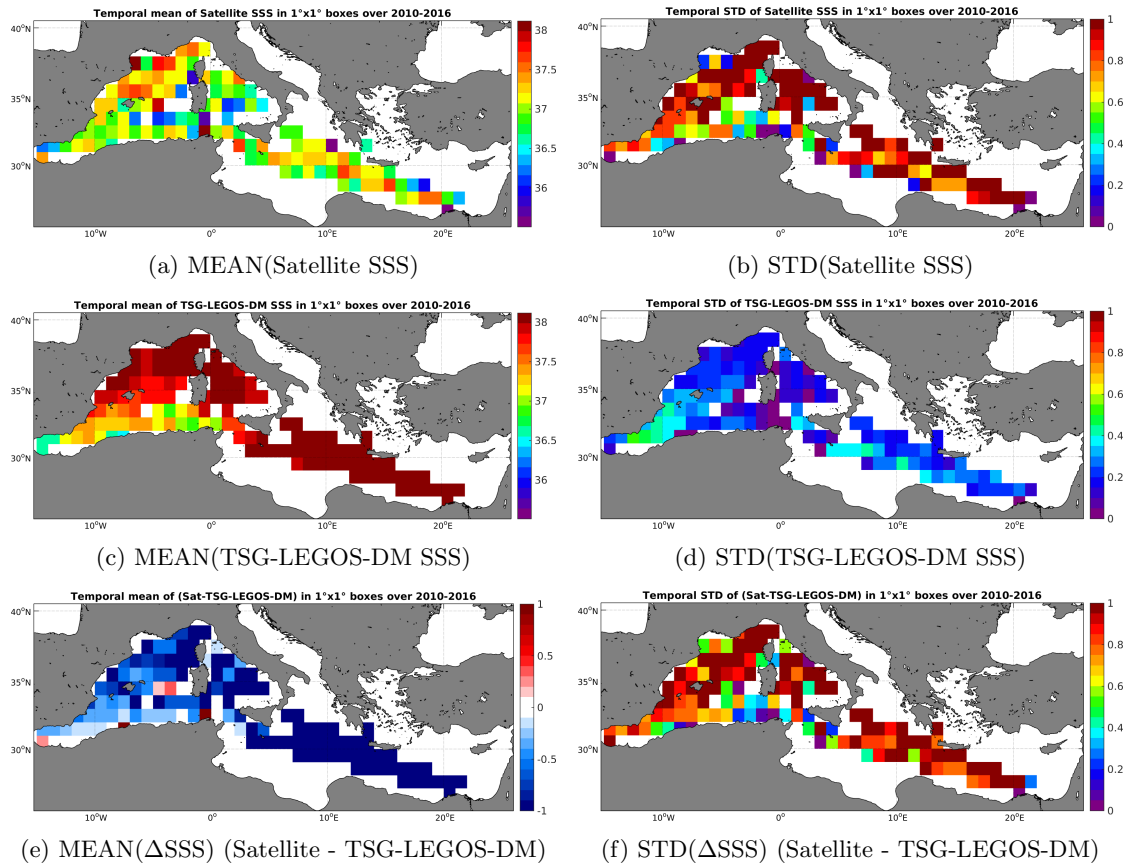 Temporal mean of Satellite SSS in 1°x1° boxes over 2010-2016
40°N
35°N
30°N
10°W
0°
10°E
20°E
38
37.5
37
36.5
36
(a) MEAN(Satellite SSS)
Temporal STD of Satellite SSS in 1°x1° boxes over 2010-2016
40°N
35°N
30°N
10°W
0°
10°E
20°E
1
0.8
0.6
0.4
0.2
0
(b) STD(Satellite SSS)
Temporal mean of TSG-LEGOS-DM SSS in 1°x1° boxes over 2010-2016
40°N
35°N
30°N
10°W
0°
10°E
20°E
38
37.5
37
36.5
36
(c) MEAN(TSG-LEGOS-DM SSS)
Temporal STD of TSG-LEGOS-DM SSS in 1°x1° boxes over 2010-2016
40°N
35°N
30°N
10°W
0°
10°E
20°E
1
0.8
0.6
0.4
0.2
0
(d) STD(TSG-LEGOS-DM SSS)
Temporal mean of (Sat-TSG-LEGOS-DM) in 1°x1° boxes over 2010-2016
40°N
35°N
30°N
10°W
0°
10°E
20°E
1
0.5
0
-0.5
-1
(e) MEAN(ΔSSS) (Satellite - TSG-LEGOS-DM)
Temporal STD of (Sat-TSG-LEGOS-DM) in 1°x1° boxes over 2010-2016
40°N
35°N
30°N
10°W
0°
10°E
20°E
1
0.8
0.6
0.4
0.2
0
(f) STD(ΔSSS) (Satellite - TSG-LEGOS-DM)